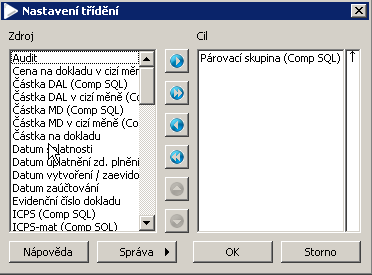 Nastavení třídění
Zdroj
Cíl
Audit
Cena na dokladu v cizí měn
Částka DAL (Comp SQL)
Částka DAL v cizí měně (Co
Částka MD (Comp SQL)
Částka MD v cizí měně (Co
Částka na dokladu
Datum platnosti
Datum uplatnění zd. plnění
Datum vytvoření / zaevido
Datum zaúčtování
Evidenční číslo dokladu
ICPS (Comp SQL)
ICPS-mat (Comp SQL)
Párovací skupina (Comp SQL) ↑
Nápověda
Správa
OK
Storno